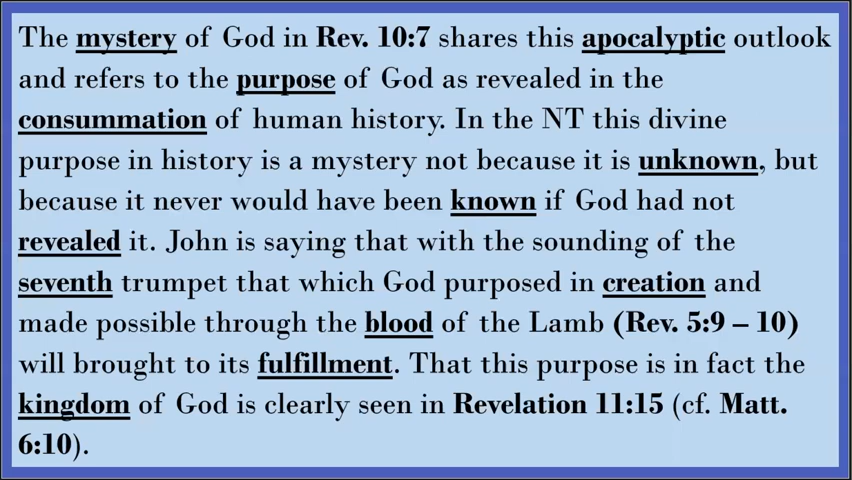 The mystery of God in Rev. 10:7 shares this apocalyptic outlook
and refers to the purpose of God as revealed in the
consummation of human history. In the NT this divine
purpose in history is a mystery not because it is unknown, but
because it never would have been known if God had not
revealed it. John is saying that with the sounding of the
seventh trumpet that which God purposed in creation and
made possible through the blood of the Lamb (Rev. 5:9 – 10)
will brought to its fulfillment. That this purpose is in fact the
kingdom of God is clearly seen in Revelation 11:15 (cf. Matt.
6:10).